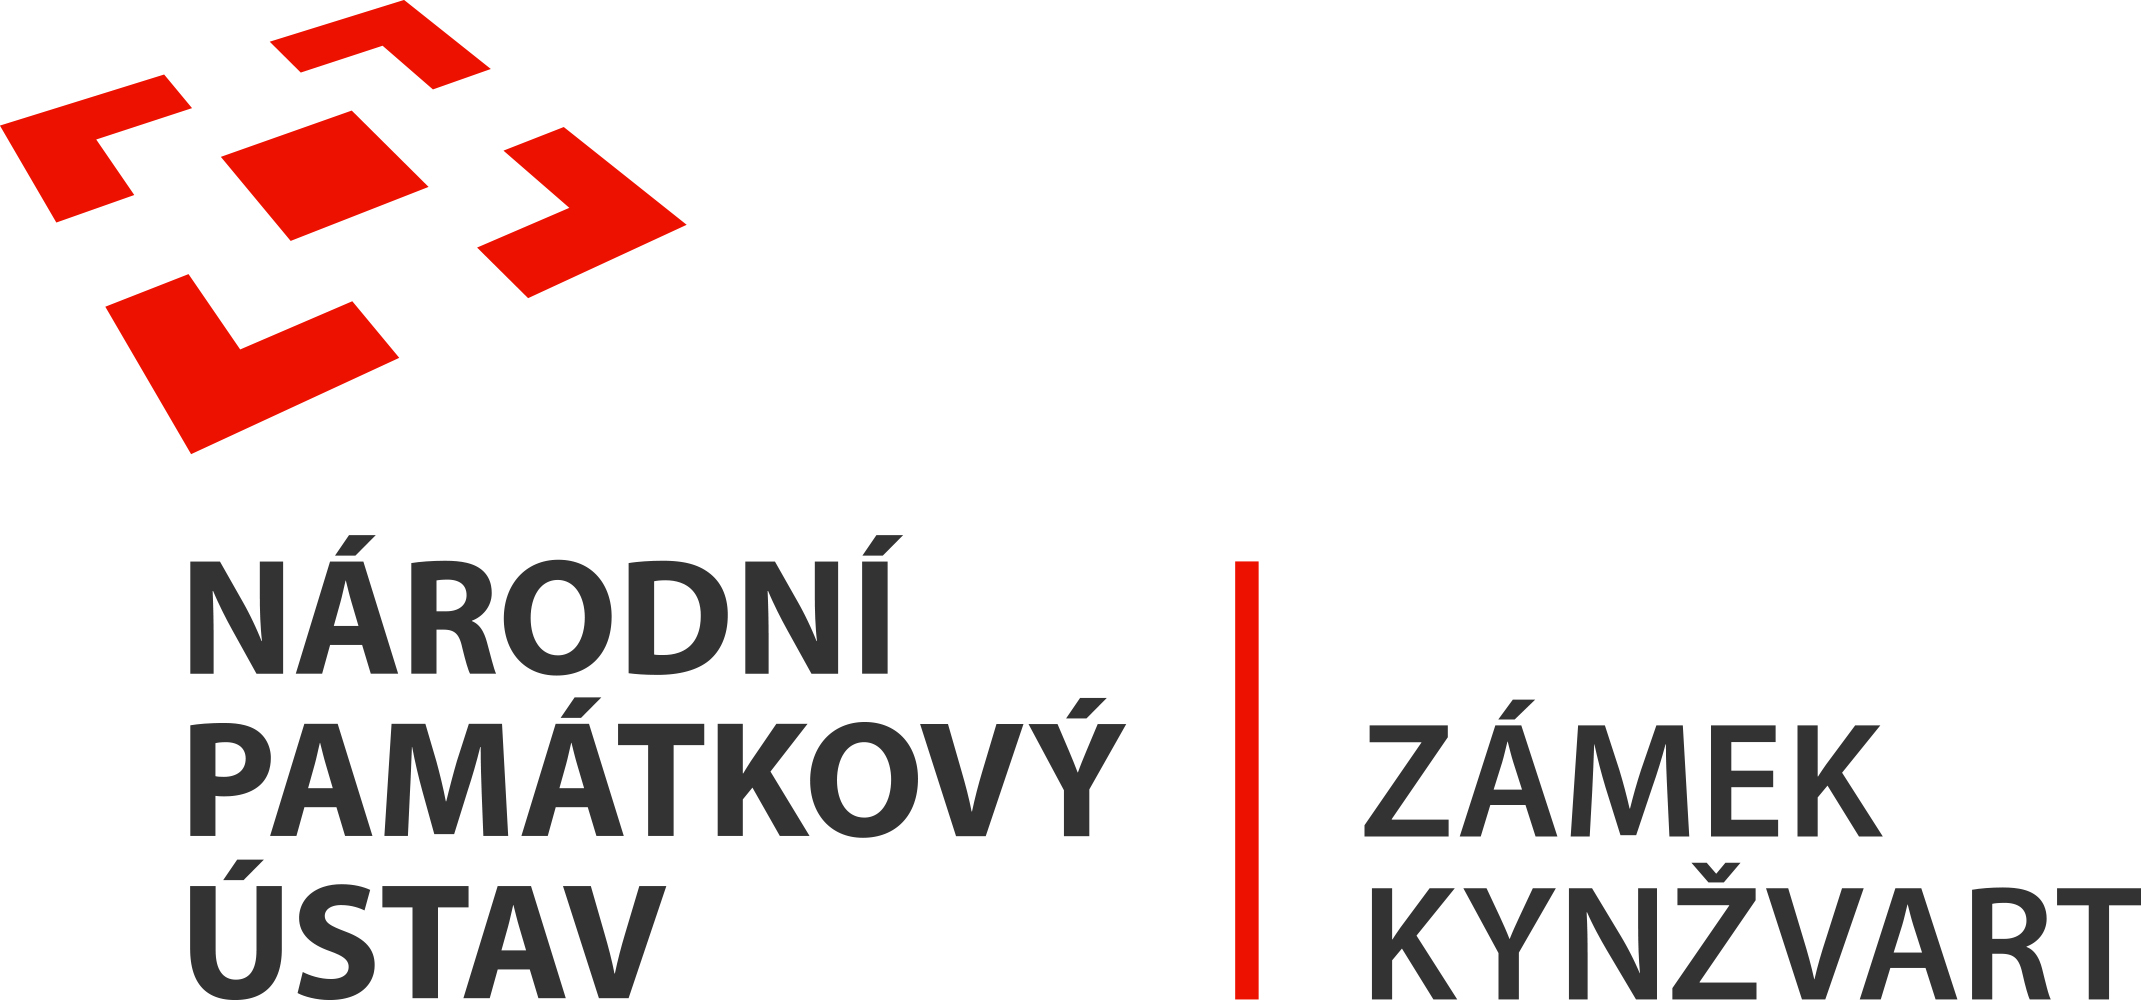 NÁRODNÍ
PAMÁTKOVÝ
ÚSTAV
ZÁMEK
KYNŽVART